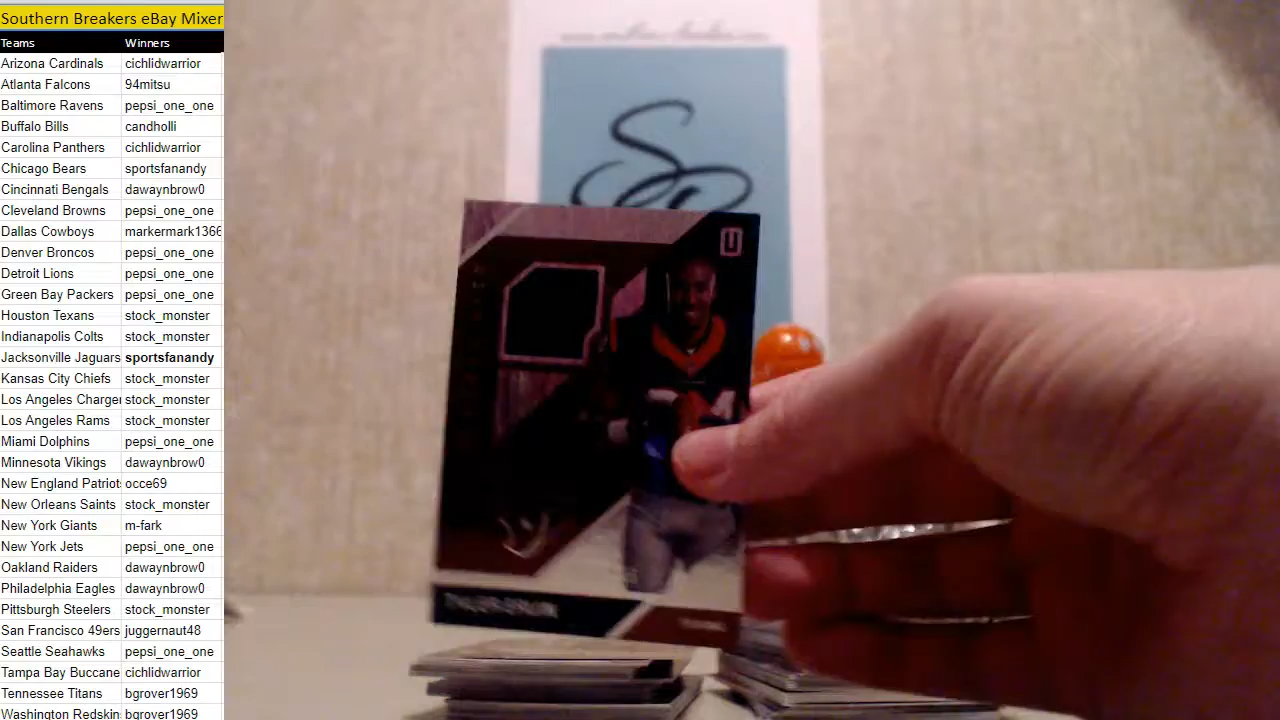 Southern Breakers eBay Mixer
Teams Winners
Arizona Cardinals cichlidwarrior
Atlanta Falcons 94mitsu
Baltimore Ravens pepsi_one_one
Buffalo Bills candholli
Carolina Panthers cichlidwarrior
Chicago Bears sportsfanandy
Cincinnati Bengals dawaynbrow0
Cleveland Browns pepsi_one_one
Dallas Cowboys markermark1366
Denver Broncos pepsi_one_one
Detroit Lions pepsi_one_one
Green Bay Packers pepsi_one_one
Houston Texans stock_monster
Indianapolis Colts stock_monster
Jacksonville Jaguars sportsfanandy
Kansas City Chiefs stock_monster
Los Angeles Charger stock_monster
Los Angeles Rams stock_monster
Miami Dolphins pepsi_one_one
Minnesota Vikings dawaynbrow0
New England Patriots occe69
New Orleans Saints stock_monster
New York Giants m-fark
New York Jets pepsi_one_one
Oakland Raiders dawaynbrow0
Philadelphia Eagles dawaynbrow0
Pittsburgh Steelers stock_monster
San Francisco 49ers juggernaut48
Seattle Seahawks pepsi_one_one
Tampa Bay Buccane cichlidwarrior
Tennessee Titans bgrover1969
Washington Redskin bgrover1969